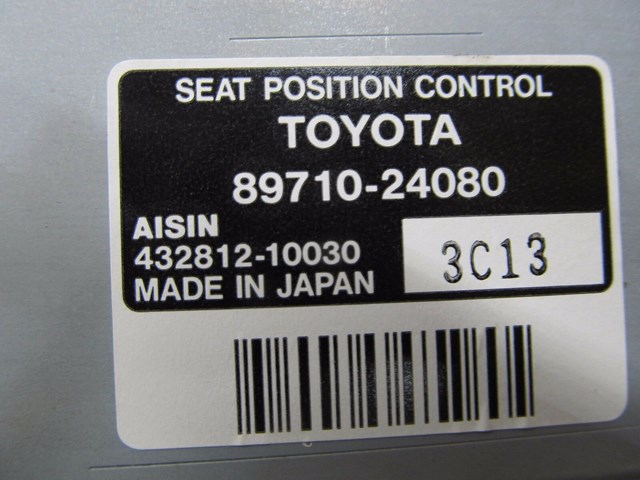 SEAT POSITION CONTROL
TOYOTA
89710-24080
AISIN
432812-10030
MADE IN JAPAN
3C13